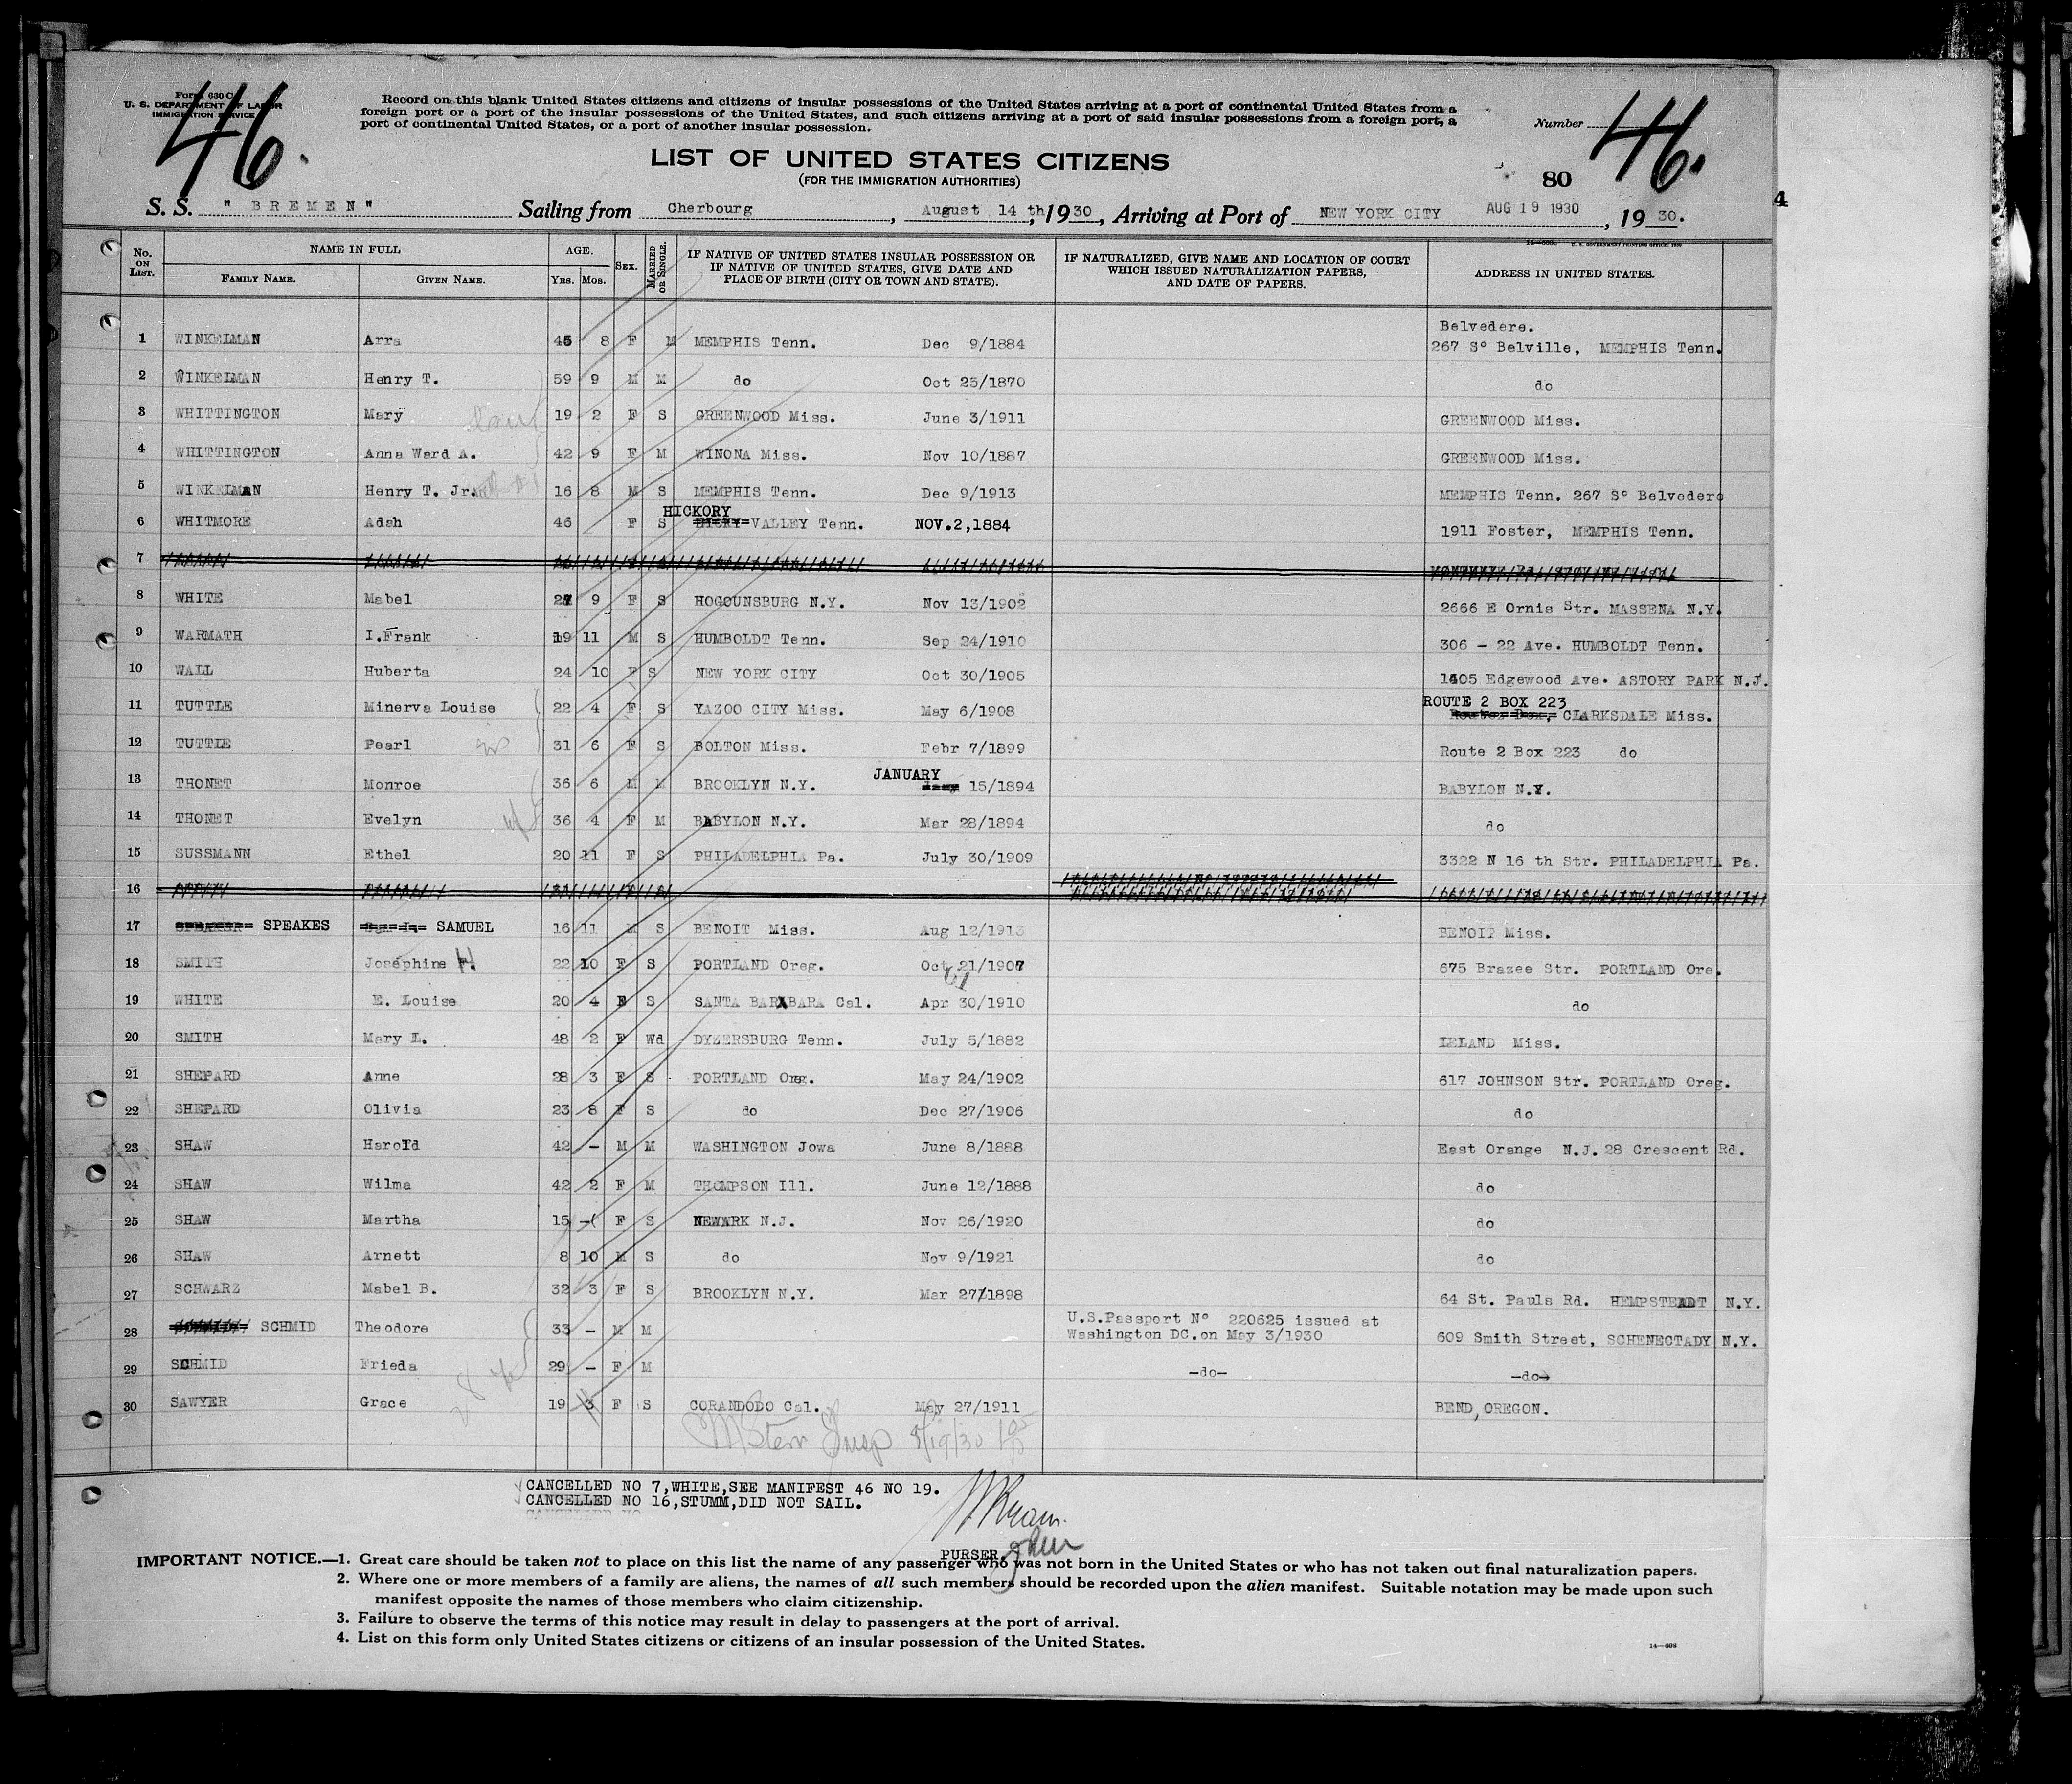 Form 630 C
U. S. DEPARTMENT OF LABOR
IMMIGRATION SERVICE
46.
Record on this blank United States citizens and citizens of insular possessions of the United States arriving at a port of continental United States from a
foreign port or a port of the insular possessions of the United States, and such citizens arriving at a port of said insular possessions from a foreign port, a
port of continental United States, or a port of another insular possession.
Number 46.
LIST OF UNITED STATES CITIZENS
(FOR THE IMMIGRATION AUTHORITIES)
80
4
S. S. " BREMEN" Sailing from Cherbourg, August 14 th, 1930, Arriving at Port of NEW YORK CITY AUG 19 1930, 19 30.
No. ON LIST. NAME IN FULL FAMILY NAME. GIVEN NAME. AGE. YRS. MOS. SEX. MARRIED OR SINGLE. IF NATIVE OF UNITED STATES INSULAR POSSESSION OR IF NATIVE OF UNITED STATES, GIVE DATE AND PLACE OF BIRTH (CITY OR TOWN AND STATE). IF NATURALIZED, GIVE NAME AND LOCATION OF COURT WHICH ISSUED NATURALIZATION PAPERS, AND DATE OF PAPERS. ADDRESS IN UNITED STATES.
Belvedere.
1 WINKELMAN Arra 45 8 F M MEMPHIS Tenn. Dec 9/1884 267 So Belville, MEMPHIS Tenn.
2 WINKELMAN Henry T. 59 9 M M do Oct 25/1870 do
3 WHITTINGTON Mary 19 2 F S GREENWOOD Miss. June 3/1911 GREENWOOD Miss.
4 WHITTINGTON Anna Ward A. 42 9 F M WINONA Miss. Nov 10/1887 GREENWOOD Miss.
5 WINKELMAN Henry T. Jr. 16 8 M S MEMPHIS Tenn. Dec 9/1913 MEMPHIS Tenn. 267 So Belvedere
6 WHITMORE Adah 46 F S HICKORY VALLEY Tenn. NOV.2,1884 1911 Foster, MEMPHIS Tenn.
7
8 WHITE Mabel 27 9 F S HOGOUNSBURG N.Y. Nov 13/1902 2666 E Ornis Str. MASSENA N.Y.
9 WARMATH I.Frank 19 11 M S HUMBOLDT Tenn. Sep 24/1910 306 - 22 Ave. HUMBOLDT Tenn.
10 WALL Huberta 24 10 F S NEW YORK CITY Oct 30/1905 1405 Edgewood Ave. ASTORY PARK N.J.
11 TUTTLE Minerva Louise 22 4 F S YAZOO CITY Miss. May 6/1908 ROUTE 2 BOX 223 CLARKSDALE Miss.
12 TUTTLE Pearl 31 6 F S BOLTON Miss. Febr 7/1899 Route 2 Box 223 do
13 THONET Monroe 36 6 M M BROOKLYN N.Y. JANUARY 15/1894 BABYLON N.Y.
14 THONET Evelyn 36 4 F M BABYLON N.Y. Mar 28/1894 do
15 SUSSMANN Ethel 20 11 F S PHILADELPHIA Pa. July 30/1909 3322 N 16 th Str. PHILADELPHIA Pa.
16
17 SPEAKES SAMUEL 16 11 M S BENOIT Miss. Aug 12/1913 BENOIT Miss.
18 SMITH Josephine H. 22 10 F S PORTLAND Oreg. Oct 21/1907 675 Brazee Str. PORTLAND Ore.
19 WHITE E. Louise 20 4 F S SANTA BARXBARA Cal. Apr 30/1910 do
20 SMITH Mary L. 48 2 F Wd DYZERSBURG Tenn. July 5/1882 LELAND Miss.
21 SHEPARD Anne 28 3 F S PORTLAND Oreg. May 24/1902 617 JOHNSON Str. PORTLAND Oreg.
22 SHEPARD Olivia 23 8 F S do Dec 27/1906 do
23 SHAW Harold 42 - M M WASHINGTON Jowa June 8/1888 East Orange N.J. 28 Crescent Rd.
24 SHAW Wilma 42 2 F M THOMPSON Ill. June 12/1888 do
25 SHAW Martha 15 - F S NEWARK N.J. Nov 26/1920 do
26 SHAW Arnett 8 10 M S do Nov 9/1921 do
27 SCHWARZ Mabel B. 32 3 F S BROOKLYN N.Y. Mar 27/1898 64 St. Pauls Rd. HEMPSTEADT N.Y.
28 SCHMID Theodore 33 - M M U.S.Passport No 220625 issued at Washington DC.on May 3/1930 609 Smith Street, SCHENECTADY N.Y.
29 SCHMID Frieda 29 - F M -do- -do-
30 SAWYER Grace 19 3 F S CORANDODO Cal. May 27/1911 BEND, OREGON.
MStern Insp 8/19/30
CANCELLED NO 7,WHITE,SEE MANIFEST 46 NO 19.
CANCELLED NO 16,STUMM,DID NOT SAIL.
PURSER.
IMPORTANT NOTICE.—1. Great care should be taken not to place on this list the name of any passenger who was not born in the United States or who has not taken out final naturalization papers.
2. Where one or more members of a family are aliens, the names of all such members should be recorded upon the alien manifest. Suitable notation may be made upon such
manifest opposite the names of those members who claim citizenship.
3. Failure to observe the terms of this notice may result in delay to passengers at the port of arrival.
4. List on this form only United States citizens or citizens of an insular possession of the United States.
14—698